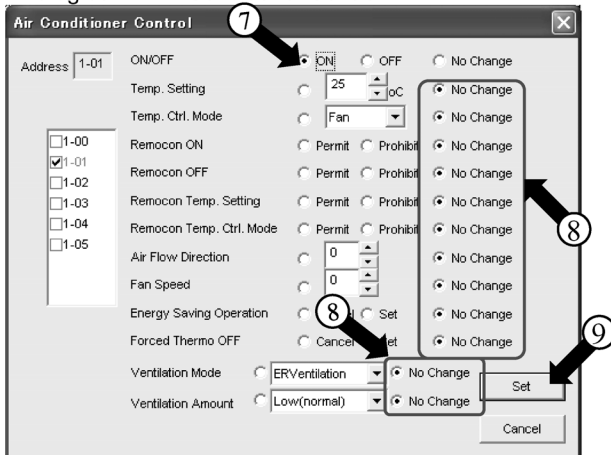 Air Conditioner Control
7
Address 1-01
ON/OFF ON OFF No Change
Temp. Setting 25 oC No Change
Temp. Ctrl. Mode Fan No Change
1-00
1-01
1-02
1-03
1-04
1-05
Remocon ON Permit Prohibit No Change
Remocon OFF Permit Prohibit No Change
Remocon Temp. Setting Permit Prohibit No Change
Remocon Temp. Ctrl. Mode Permit Prohibit No Change
8
Air Flow Direction 0 No Change
Fan Speed 0 No Change
Energy Saving Operation Set No Change
8
Forced Thermo OFF Cancel No Change
9
Ventilation Mode ERVentilation No Change
Ventilation Amount Low(normal) No Change
Set
Cancel